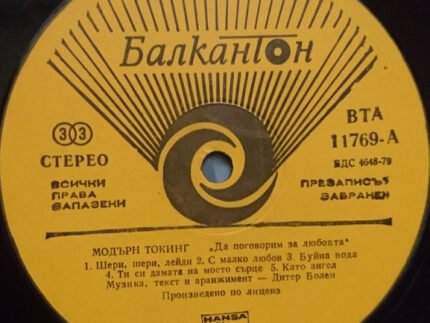 Балкантон
33
СТЕРЕО
ВСИЧКИ
ПРАВА
ЗАПАЗЕНИ
ВТА
11769-А
БДС 4648-79
ПРЕЗАПИСЪТ
ЗАБРАНЕН
МОДЪРН ТОКИНГ „Да поговорим за любовта“
1. Шери, шери, лейди 2. С малко любов 3. Буйна вода
4. Ти си дамата на моето сърце 5. Като ангел
Музика, текст и аранжимент — Дитер Болен
Произведено по лиценз
HANSA